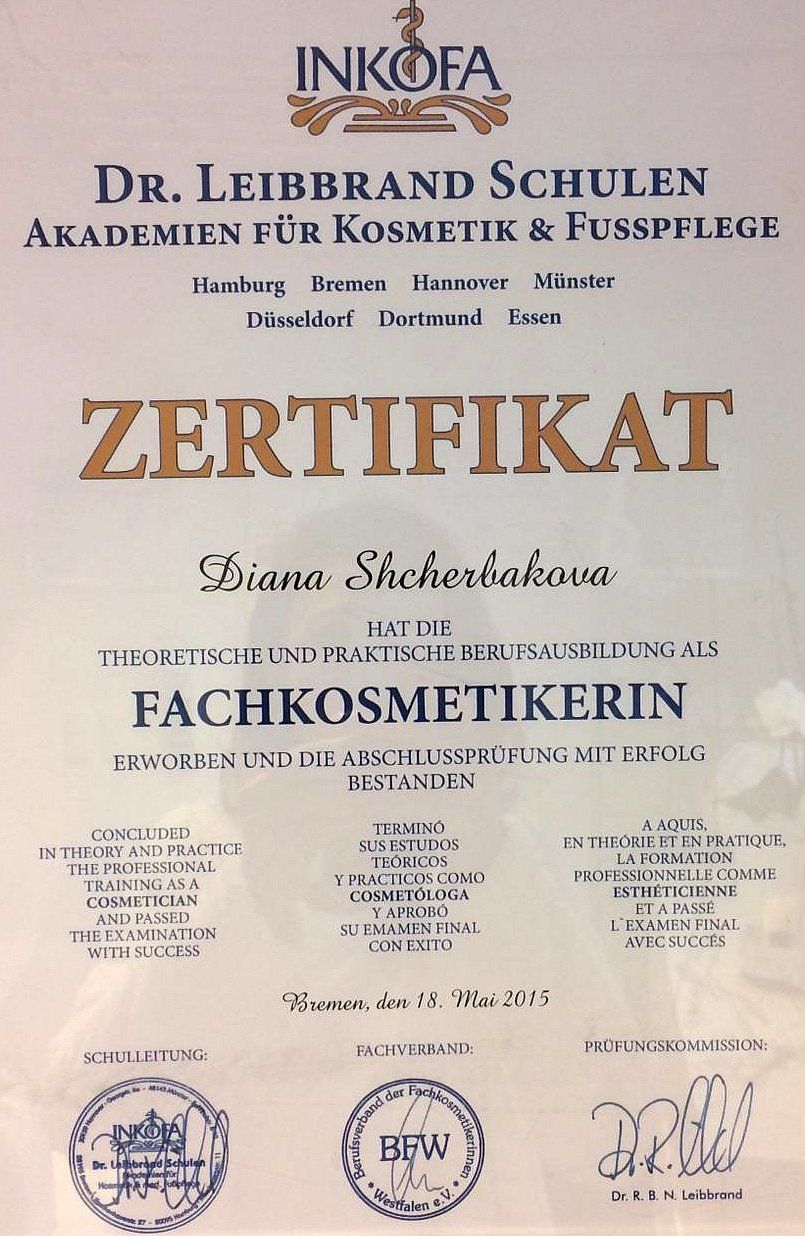 INKOFA
DR. LEIBBRAND SCHULEN
AKADEMIEN FÜR KOSMETIK & FUSSPFLEGE
Hamburg Bremen Hannover Münster
Düsseldorf Dortmund Essen
ZERTIFIKAT
Diana Shcherbakova
HAT DIE
THEORETISCHE UND PRAKTISCHE BERUFSAUSBILDUNG ALS
FACHKOSMETIKERIN
ERWORBEN UND DIE ABSCHLUSSPRÜFUNG MIT ERFOLG
BESTANDEN
CONCLUDED
IN THEORY AND PRACTICE
THE PROFESSIONAL
TRAINING AS A
COSMETICIAN
AND PASSED
THE EXAMINATION
WITH SUCCESS
TERMINÓ
SUS ESTUDOS
TEÓRICOS
Y PRACTICOS COMO
COSMETÓLOGA
Y APROBÓ
SU EMAMEN FINAL
CON EXITO
A AQUIS,
EN THEÓRIE ET EN PRATIQUE,
LA FORMATION
PROFESSIONNELLE COMME
ESTHÉTICIENNE
ET A PASSÉ
L`EXAMEN FINAL
AVEC SUCCÉS
Bremen, den 18. Mai 2015
SCHULLEITUNG:
INKOFA
Dr. Leibbrand Schulen
FACHVERBAND:
Berufsverband der Fachkosmetikerinnen
BFW
Westfalen e.V.
PRÜFUNGSKOMMISSION:
Dr. R. B. N. Leibbrand